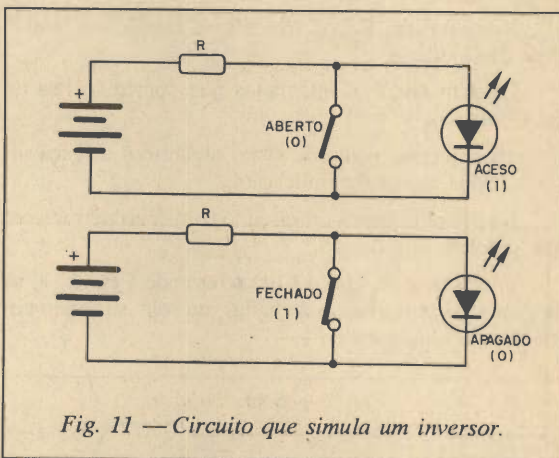 R
+
ABERTO
(0)
ACESO
(1)
R
+
FECHADO
(1)
APAGADO
(0)
Fig. 11 — Circuito que simula um inversor.